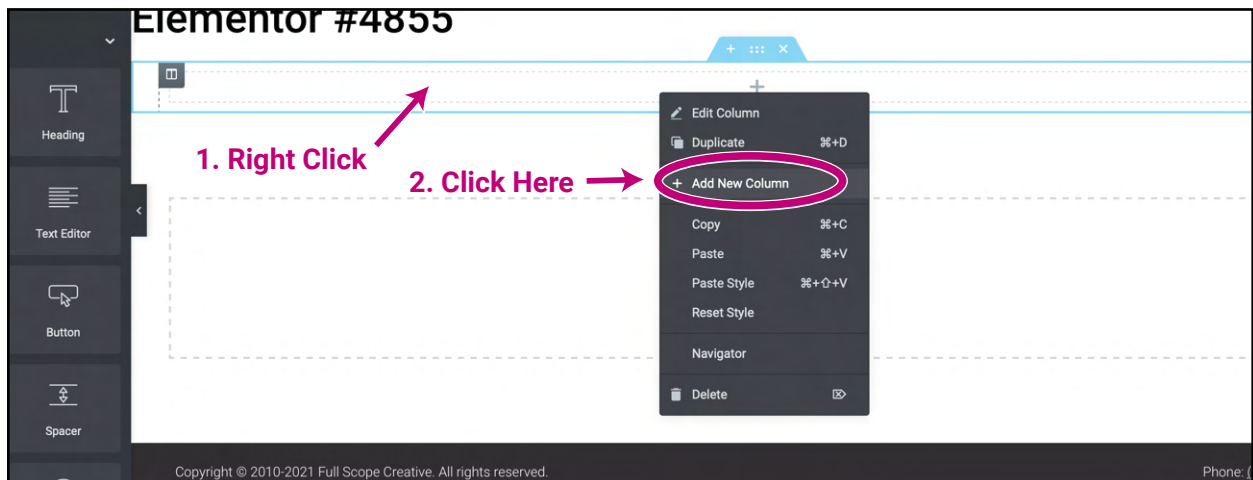 Elementor #4855
Heading
Text Editor
Button
Spacer
1. Right Click
2. Click Here
Edit Column
Duplicate ⌘+D
+ Add New Column
Copy ⌘+C
Paste ⌘+V
Paste Style ⌘+⇧+V
Reset Style
Navigator
Delete ⌦
Copyright © 2010-2021 Full Scope Creative. All rights reserved.
Phone: (